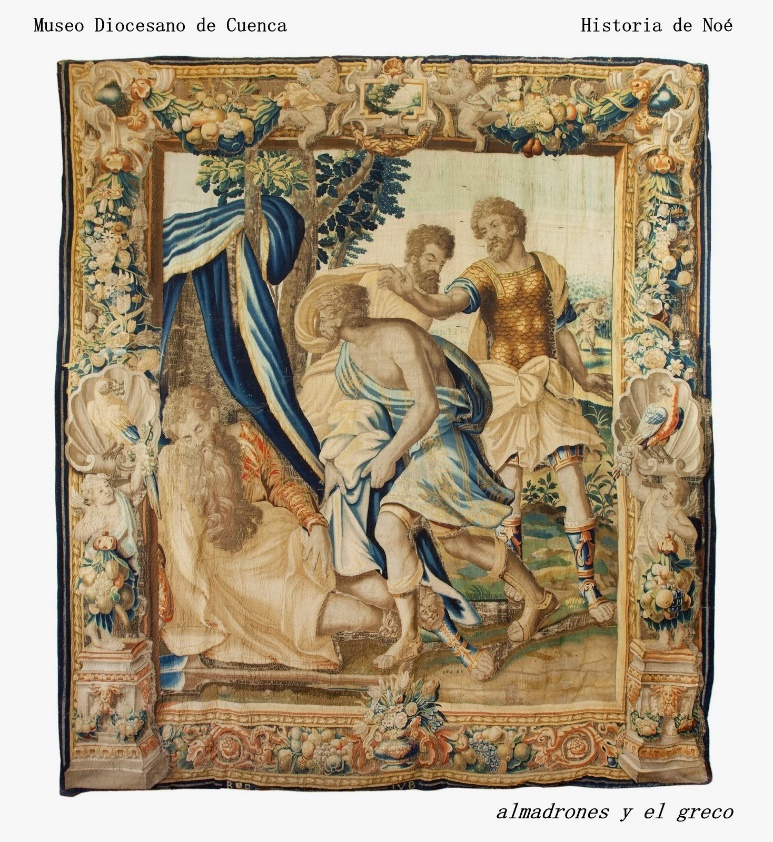 Museo Diocesano de Cuenca
Historia de Noé
almadrones y el greco